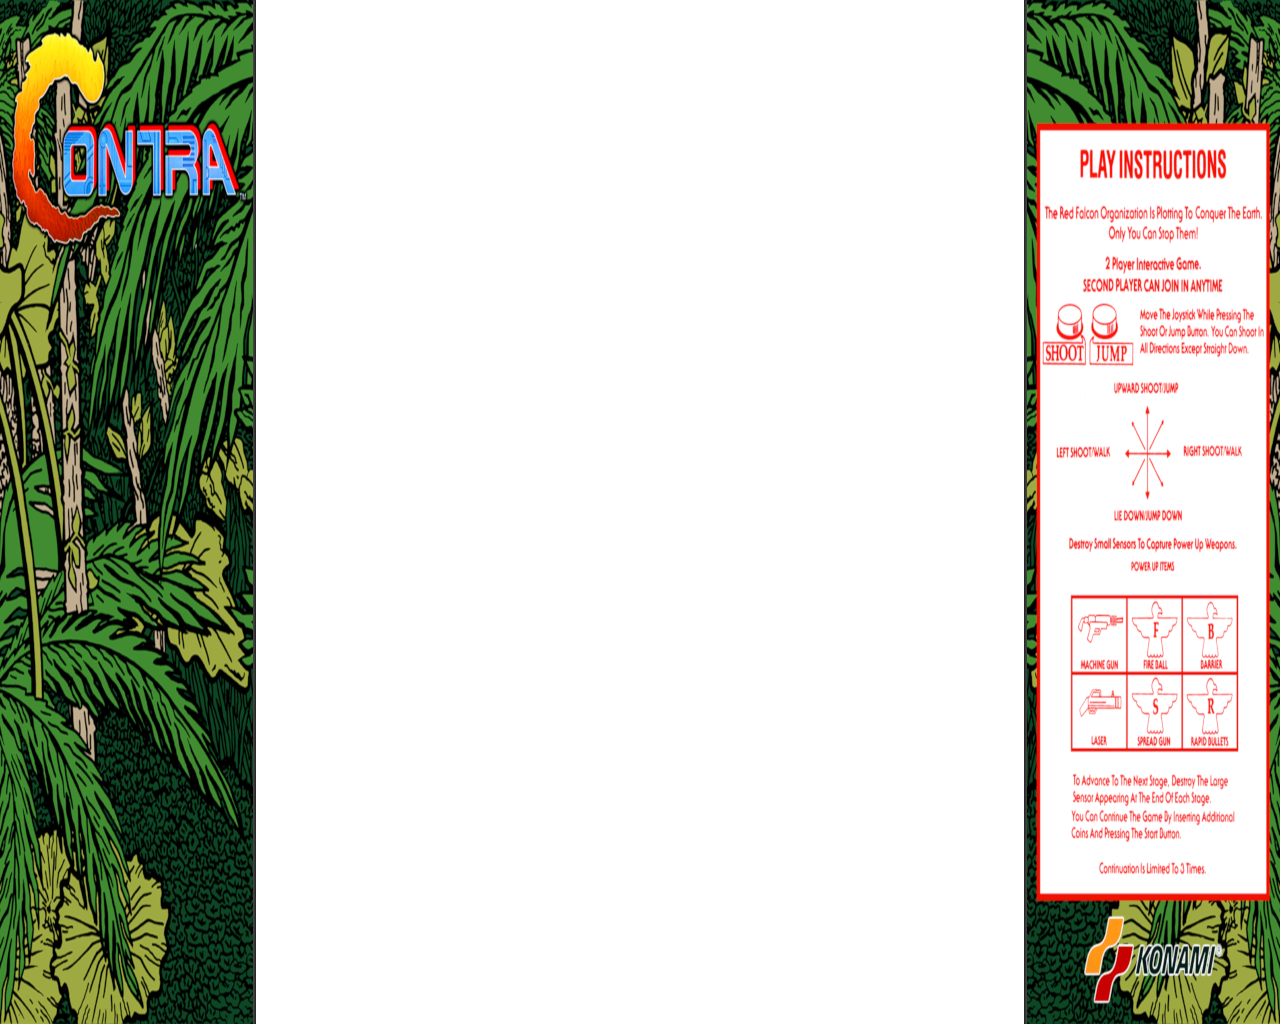 CONTRA™
PLAY INSTRUCTIONS
The Red Falcon Organization Is Plotting To Conquer The Earth.
Only You Can Stop Them!
2 Player Interactive Game.
SECOND PLAYER CAN JOIN IN ANYTIME
Move The Joystick While Pressing The
Shoot Or Jump Button. You Can Shoot In
All Directions Except Straight Down.
SHOOT JUMP
UPWARD SHOOT/JUMP
LEFT SHOOT/WALK RIGHT SHOOT/WALK
LIE DOWN/JUMP DOWN
Destroy Small Sensors To Capture Power Up Weapons.
POWER UP ITEMS
F B
MACHINE GUN FIRE BALL BARRIER
S R
LASER SPREAD GUN RAPID BULLETS
To Advance To The Next Stage, Destroy The Large
Sensor Appearing At The End Of Each Stage.
You Can Continue The Game By Inserting Additional
Coins And Pressing The Start Button.
Continuation Is Limited To 3 Times.
KONAMI®